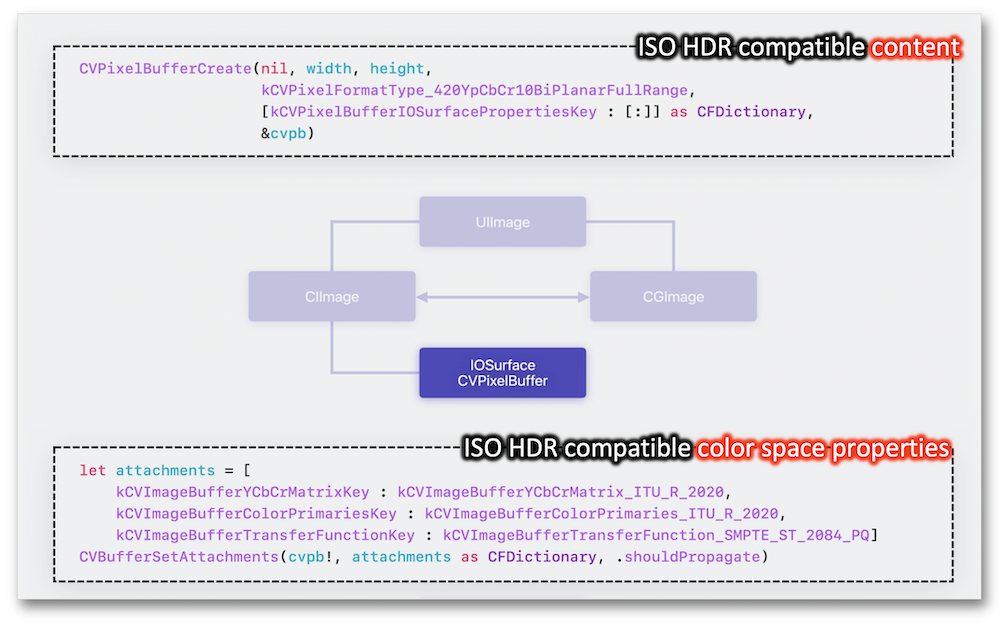 ISO HDR compatible content
CVPixelBufferCreate(nil, width, height,
kCVPixelFormatType_420YpCbCr10BiPlanarFullRange,
[kCVPixelBufferIOSurfacePropertiesKey : [:]] as CFDictionary,
&cvpb)
UIImage
CIImage
CGImage
IOSurface
CVPixelBuffer
ISO HDR compatible color space properties
let attachments = [
kCVImageBufferYCbCrMatrixKey : kCVImageBufferYCbCrMatrix_ITU_R_2020,
kCVImageBufferColorPrimariesKey : kCVImageBufferColorPrimaries_ITU_R_2020,
kCVImageBufferTransferFunctionKey : kCVImageBufferTransferFunction_SMPTE_ST_2084_PQ]
CVBufferSetAttachments(cvpb!, attachments as CFDictionary, .shouldPropagate)